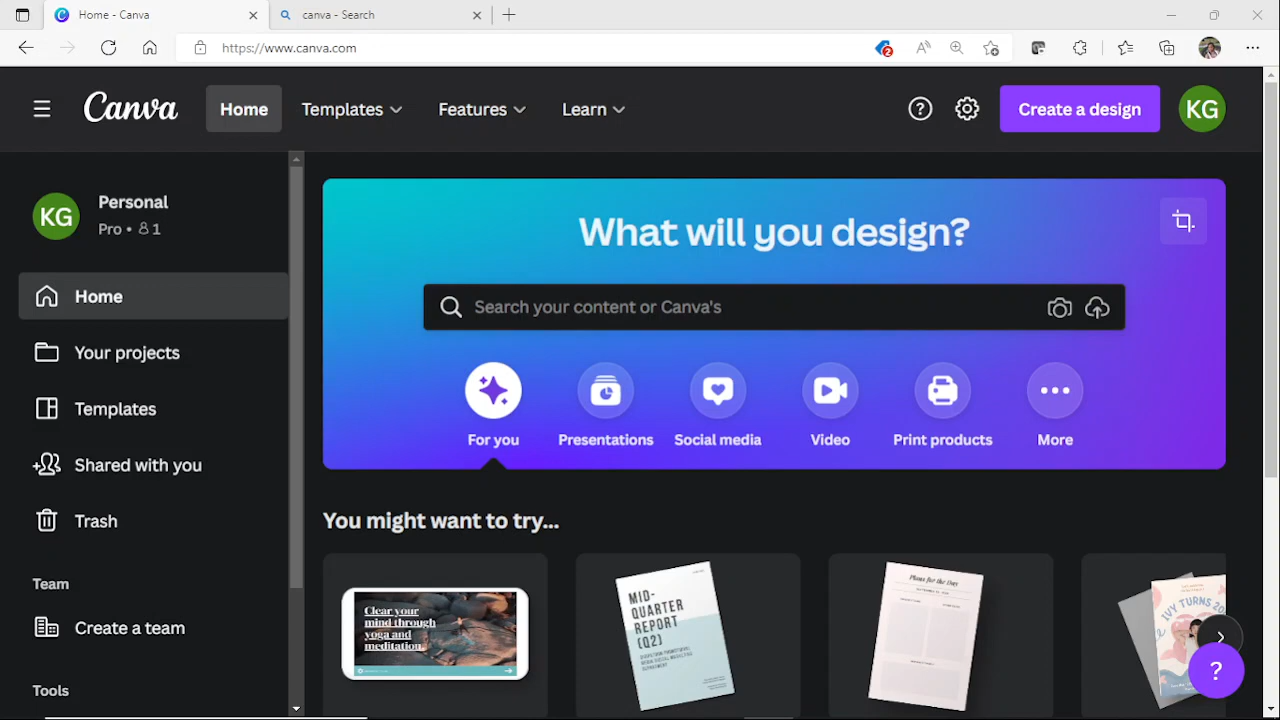 Home - Canva
canva - Search
https://www.canva.com
2
Canva
Home
Templates
Features
Learn
Create a design
KG
KG
Personal
Pro • 1
Home
Your projects
Templates
Shared with you
Trash
Team
Create a team
Tools
What will you design?
Search your content or Canva's
For you
Presentations
Social media
Video
Print products
More
You might want to try...
Clear your
mind through
yoga and
meditation.
MID-
QUARTER
REPORT
(Q2)
Plans for the Day
IVY TURNS 20
?